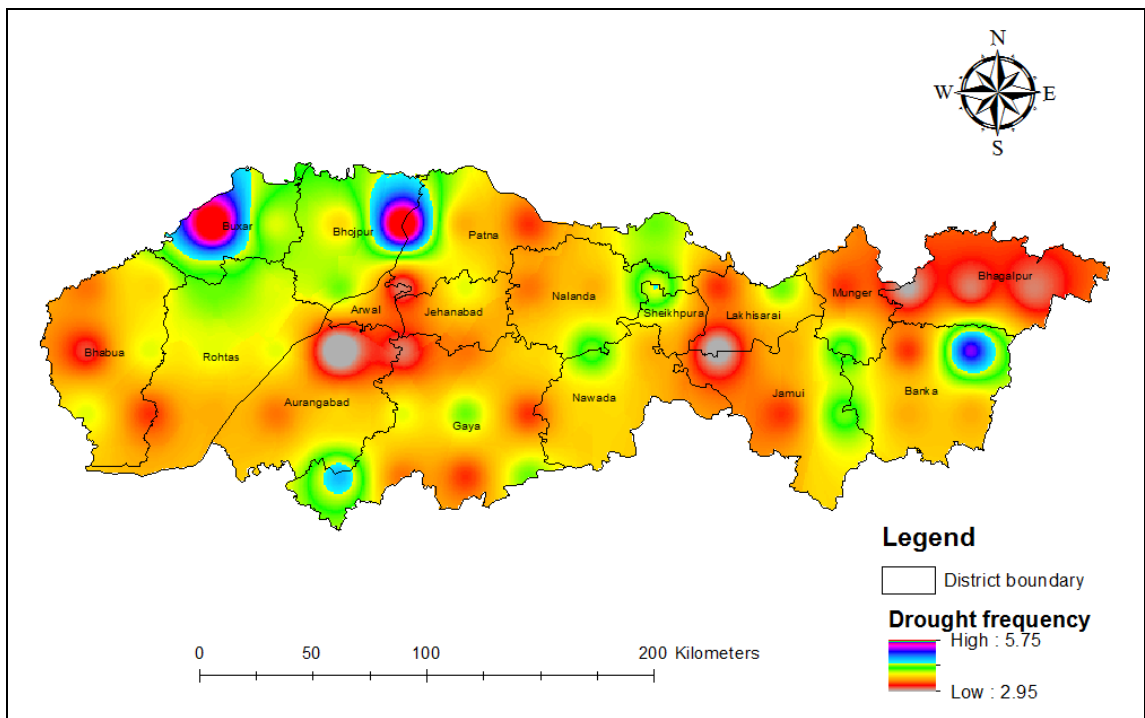 N
W E
S
Buxar
Bhojpur
Patna
Bhagalpur
Arwal
Jehanabad
Nalanda
Sheikhpura
Lakhisarai
Munger
Bhabua
Rohtas
Aurangabad
Gaya
Nawada
Jamui
Banka
Legend
District boundary
Drought frequency
High : 5.75
Low : 2.95
0 50 100 200 Kilometers